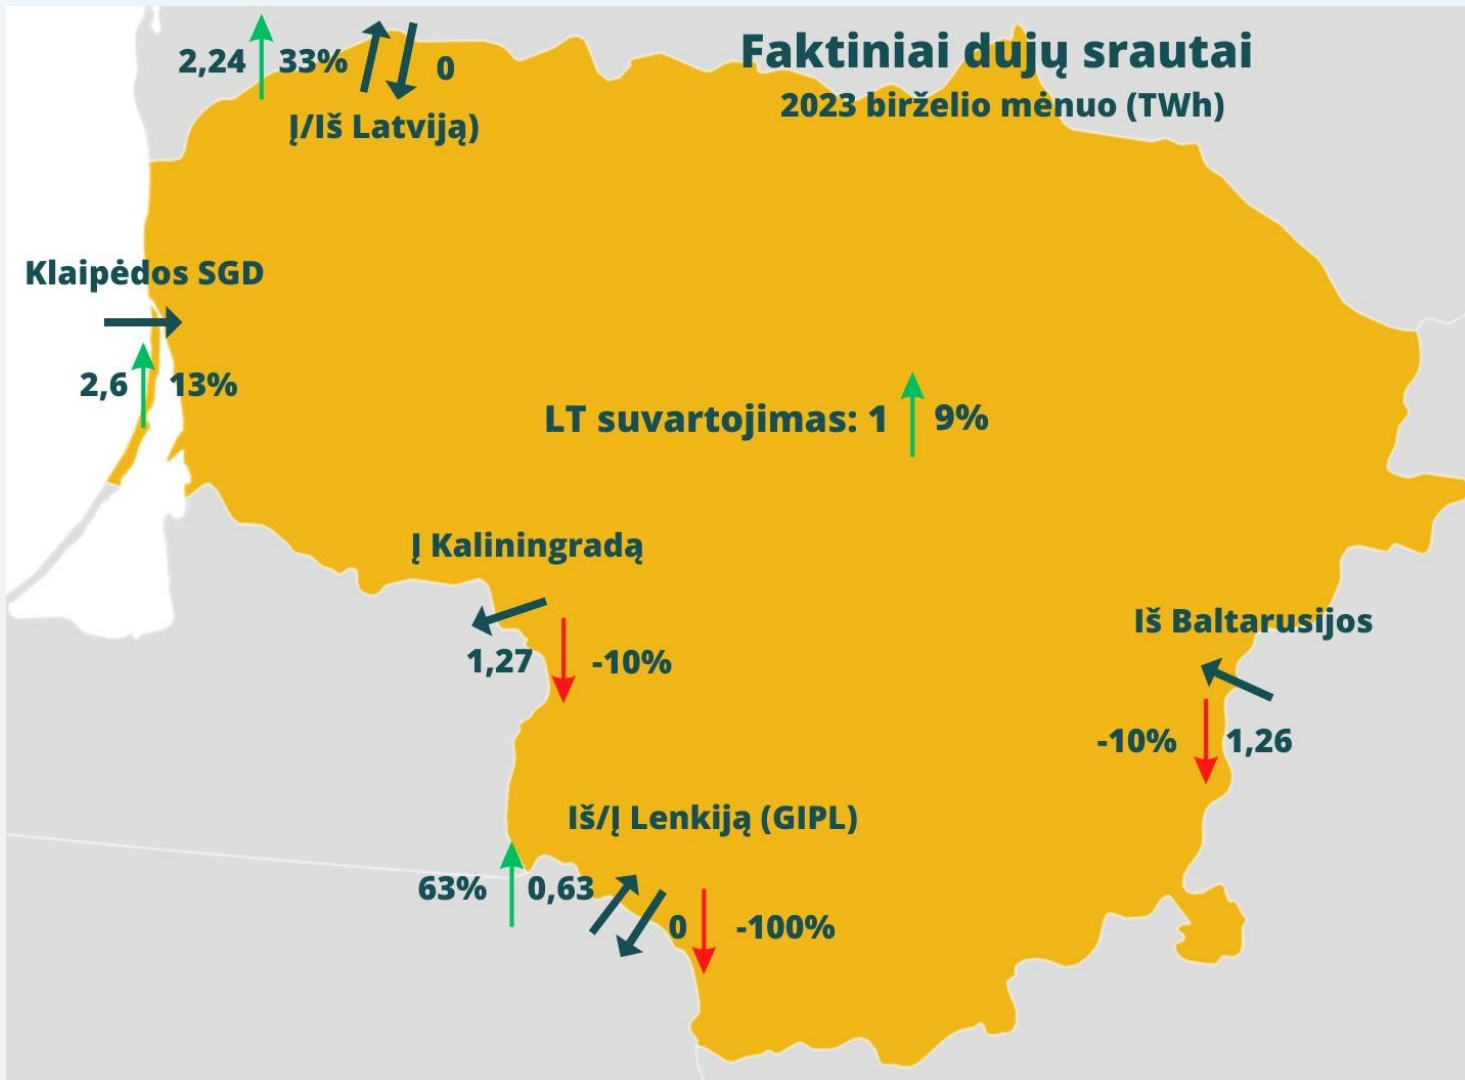 Faktiniai dujų srautai
2023 birželio mėnuo (TWh)
2,24 33% 0
Į/Iš Latviją)
Klaipėdos SGD
2,6 13%
LT suvartojimas: 1 9%
Į Kaliningradą
1,27 -10%
Iš Baltarusijos
-10% 1,26
Iš/Į Lenkiją (GIPL)
63% 0,63
0 -100%